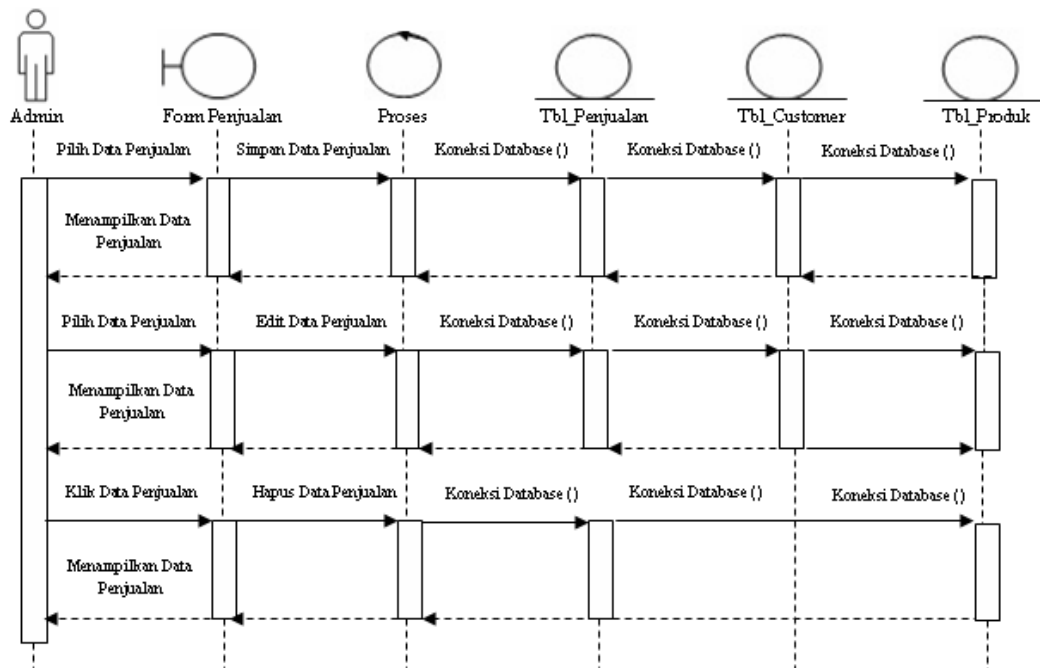 Admin
Form Penjualan
Proses
Tbl_Penjualan
Tbl_Customer
Tbl_Produk
Pilih Data Penjualan
Simpan Data Penjualan
Koneksi Database ()
Koneksi Database ()
Koneksi Database ()
Menampilkan Data
Penjualan
Pilih Data Penjualan
Edit Data Penjualan
Koneksi Database ()
Koneksi Database ()
Koneksi Database ()
Menampilkan Data
Penjualan
Klik Data Penjualan
Hapus Data Penjualan
Koneksi Database ()
Koneksi Database ()
Koneksi Database ()
Menampilkan Data
Penjualan